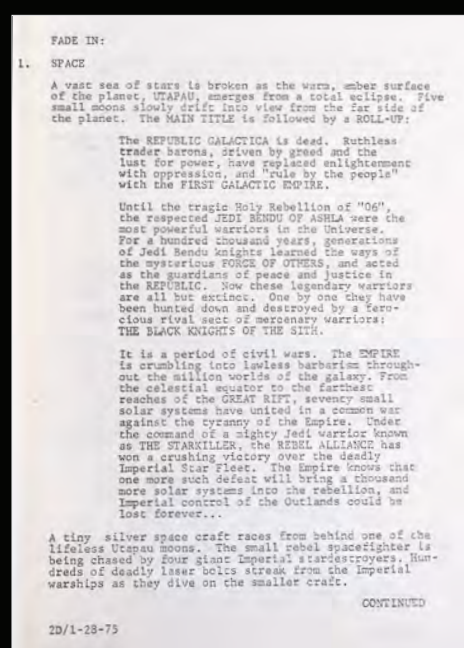 FADE IN:
1. SPACE
A vast sea of stars is broken as the warm, amber surface
of the planet, UTAPAU, emerges from a total eclipse. Five
small moons slowly drift into view from the far side of
the planet. The MAIN TITLE is followed by a ROLL-UP:
The REPUBLIC GALACTICA is dead. Ruthless
trader barons, driven by greed and the
lust for power, have replaced enlightenment
with oppression, and "rule by the people"
with the FIRST GALACTIC EMPIRE.
Until the tragic Holy Rebellion of "06",
the respected JEDI BENDU OF ASHLA were the
most powerful warriors in the Universe.
For a hundred thousand years, generations
of Jedi Bendu knights learned the ways of
the mysterious FORCE OF OTHERS, and acted
as the guardians of peace and justice in
the REPUBLIC. Now these legendary warriors
are all but extinct. One by one they have
been hunted down and destroyed by a fero-
cious rival sect of mercenary warriors:
THE BLACK KNIGHTS OF THE SITH.
It is a period of civil wars. The EMPIRE
is crumbling into lawless barbarism through-
out the million worlds of the galaxy. From
the celestial equator to the farthest
reaches of the GREAT RIFT, seventy small
solar systems have united in a common war
against the tyranny of the Empire. Under
the command of a mighty Jedi warrior known
as THE STARKILLER, the REBEL ALLIANCE has
won a crushing victory over the deadly
Imperial Star Fleet. The Empire knows that
one more such defeat will bring a thousand
more solar systems into the rebellion, and
Imperial control of the Outlands could be
lost forever...
A tiny silver space craft races from behind one of the
lifeless Utapau moons. The small rebel spacefighter is
being chased by four giant Imperial stardestroyers. Hun-
dreds of deadly laser bolts streak from the Imperial
warships as they dive on the smaller craft.
CONTINUED
2D/1-28-75